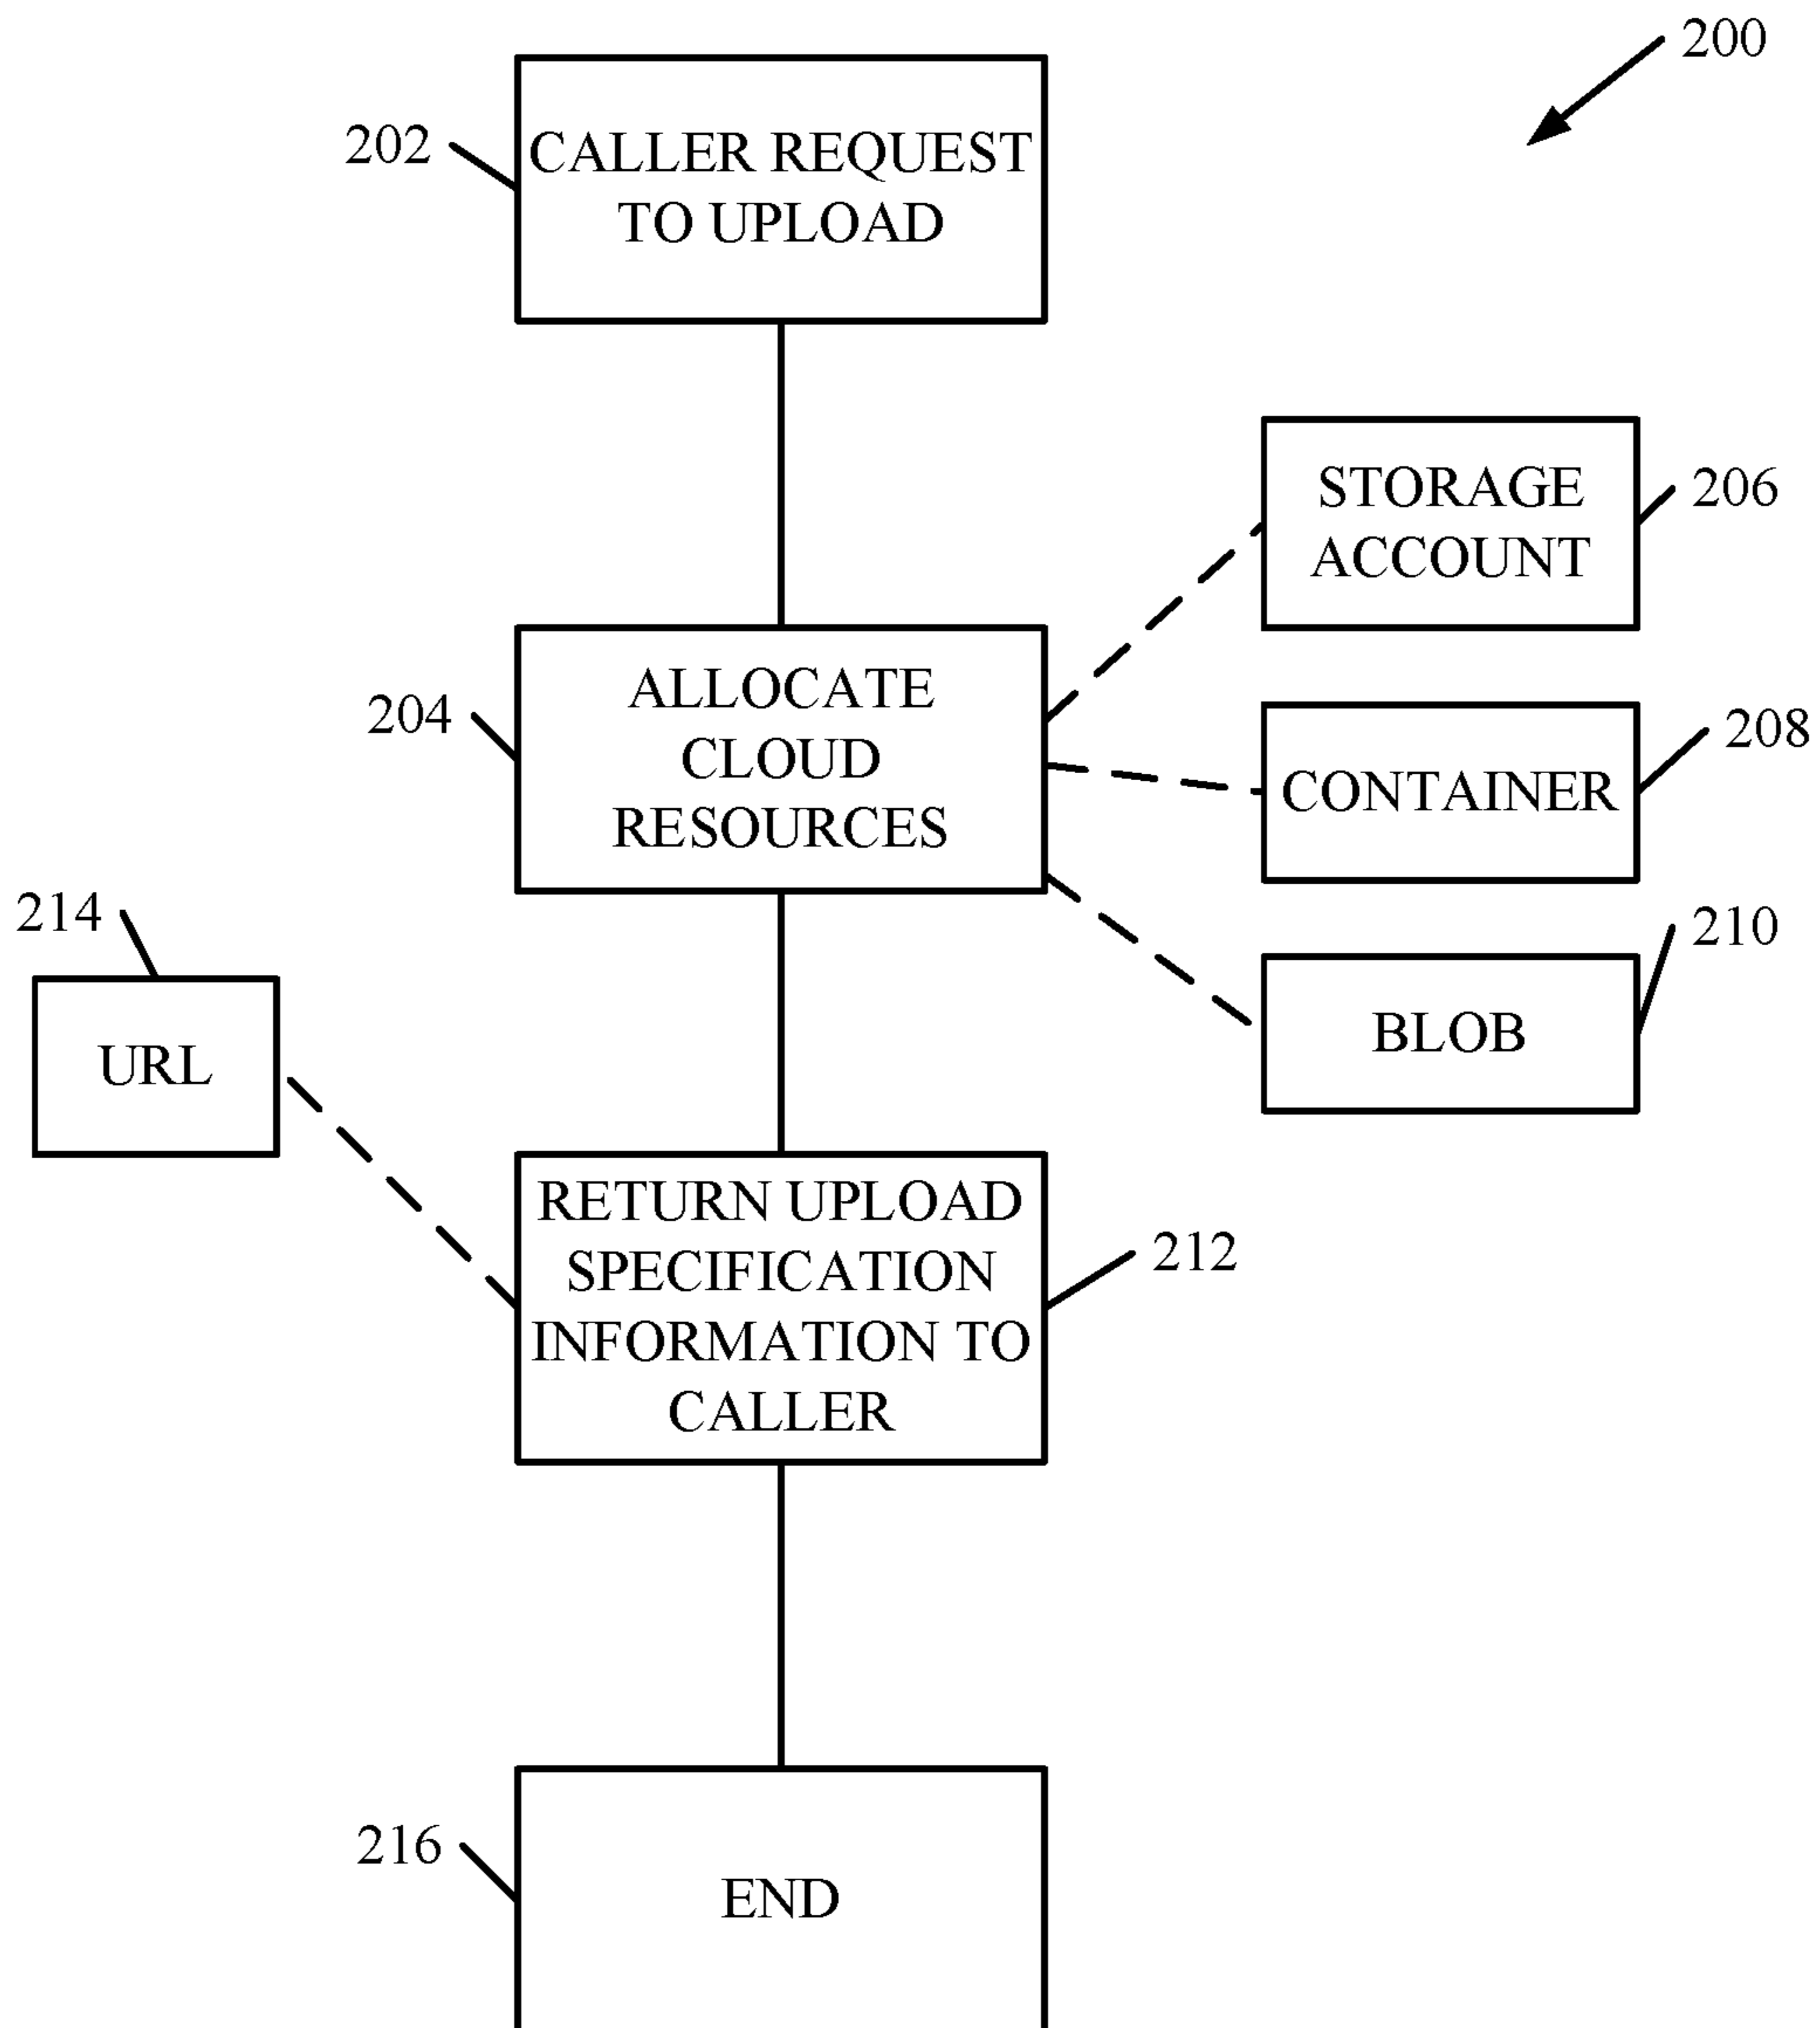 200
202
CALLER REQUEST
TO UPLOAD
STORAGE
ACCOUNT
206
204
ALLOCATE
CLOUD
RESOURCES
208
CONTAINER
214
210
BLOB
URL
RETURN UPLOAD
SPECIFICATION
INFORMATION TO
CALLER
212
216
END